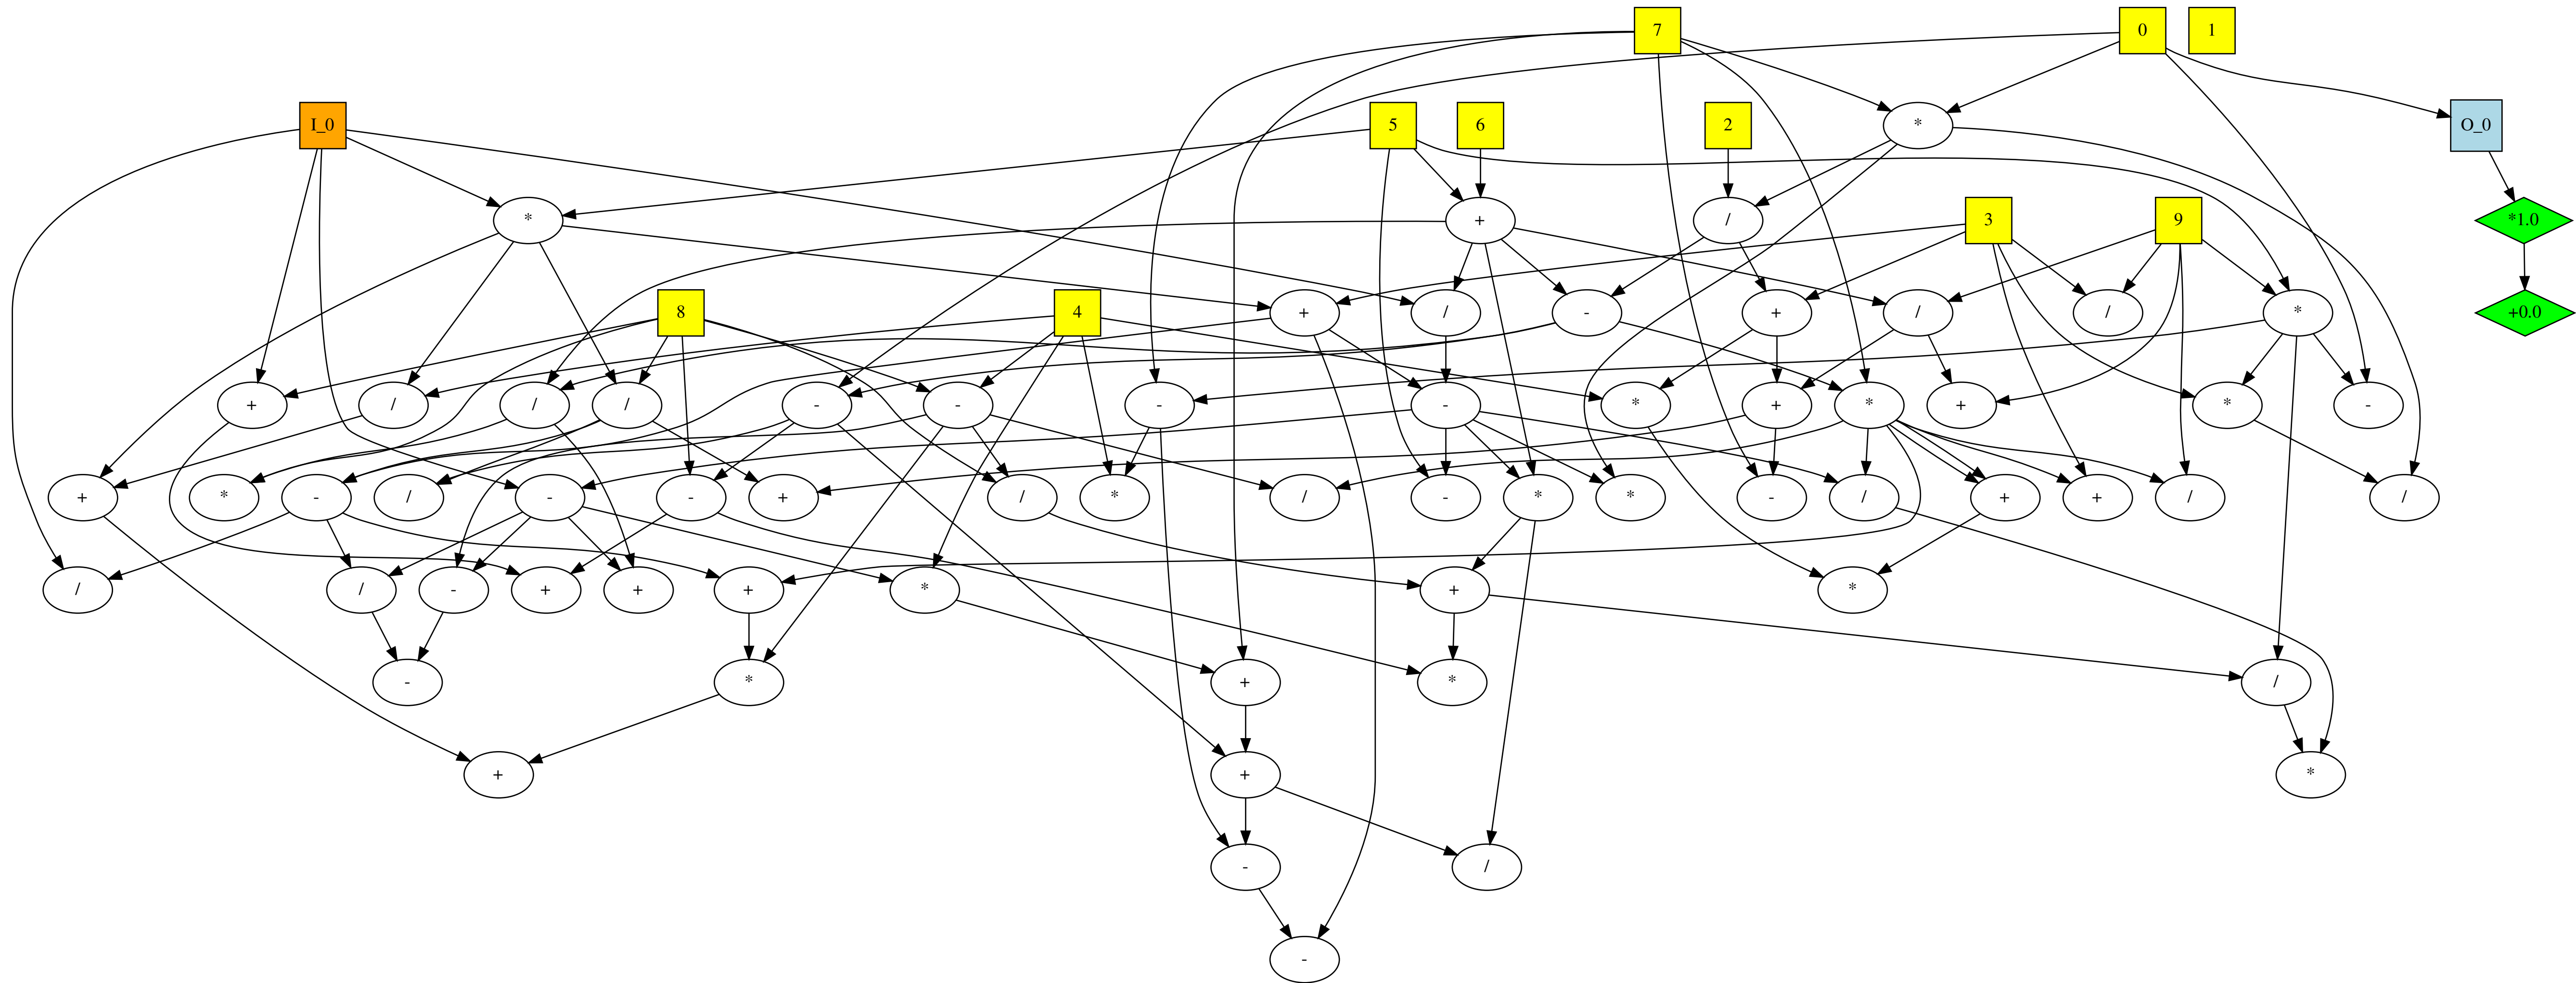 7 0 1
I_0 5 6 2 * O_0
* + / 3 9 *1.0
8 4 + / - + / / * +0.0
+ / / / - - - - * + * + * -
+ * - / - - + / * / - * * - / + + / /
/ / - + + + * + *
- * + * /
+ + *
- /
-